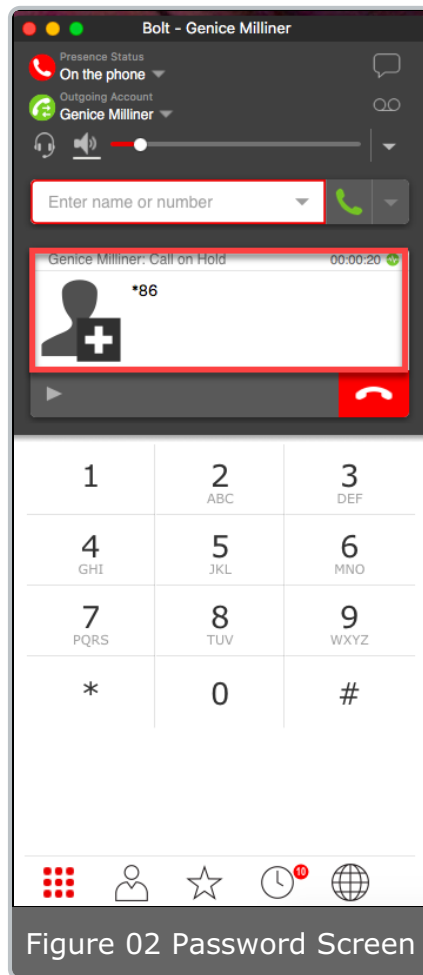 Bolt - Genice Milliner
Presence Status
On the phone
Outgoing Account
Genice Milliner
Enter name or number
Genice Milliner: Call on Hold 00:00:20
*86
1 2 3
ABC DEF
4 5 6
GHI JKL MNO
7 8 9
PQRS TUV WXYZ
* 0 #
10
Figure 02 Password Screen